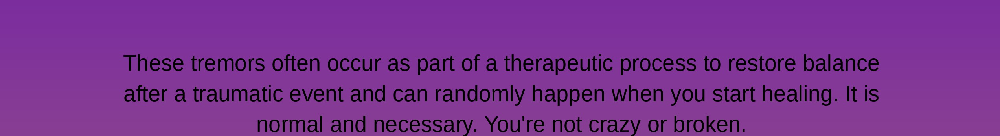 These tremors often occur as part of a therapeutic process to restore balance
after a traumatic event and can randomly happen when you start healing. It is
normal and necessary. You're not crazy or broken.